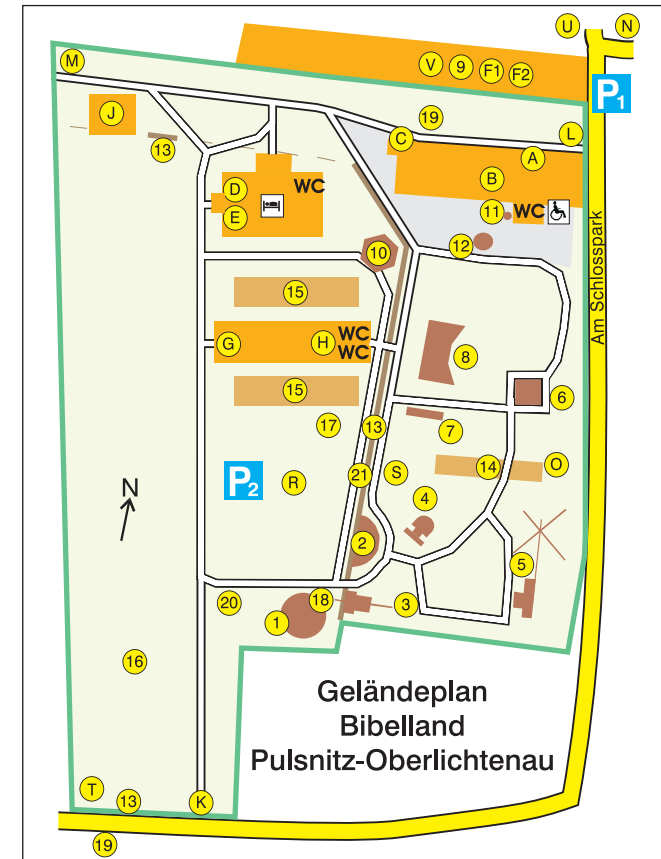 U N
M
V 9 F1 F2
P1
J
19
C
L
13
A
D WC
B
E
11 WC
12
10
Am Schlosspark
15
G H WC
WC
8
15
6
17 13
7
P2 R
21 S
14 O
N
4
2
5
20 18 3
1
16
Geländeplan
Bibelland
Pulsnitz-Oberlichtenau
T
13 K
19